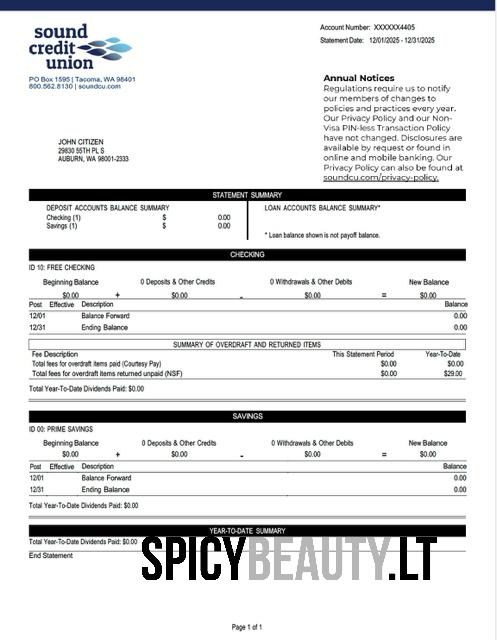 sound
credit
union
PO Box 1595 | Tacoma, WA 98401
800.562.8130 | soundcu.com
Account Number: XXXXXX4405
Statement Date: 12/01/2025 - 12/31/2025
Annual Notices
Regulations require us to notify
our members of changes to
policies and practices every year.
Our Privacy Policy and our Non-
Visa PIN-less Transaction Policy
have not changed. Disclosures are
available by request or found in
online and mobile banking. Our
Privacy Policy can also be found at
soundcu.com/privacy-policy.
JOHN CITIZEN
29830 55TH PL S
AUBURN, WA 98001-2333
STATEMENT SUMMARY
DEPOSIT ACCOUNTS BALANCE SUMMARY
Checking (1) $ 0.00
Savings (1) $ 0.00
LOAN ACCOUNTS BALANCE SUMMARY*
* Loan balance shown is not payoff balance.
CHECKING
ID 10: FREE CHECKING
Beginning Balance 0 Deposits & Other Credits 0 Withdrawals & Other Debits New Balance
$0.00 + $0.00 - $0.00 = $0.00
Post Effective Description Balance
12/01 Balance Forward 0.00
12/31 Ending Balance 0.00
SUMMARY OF OVERDRAFT AND RETURNED ITEMS
Fee Description This Statement Period Year-To-Date
Total fees for overdraft items paid (Courtesy Pay) $0.00 $0.00
Total fees for overdraft items returned unpaid (NSF) $0.00 $29.00
Total Year-To-Date Dividends Paid: $0.00
SAVINGS
ID 00: PRIME SAVINGS
Beginning Balance 0 Deposits & Other Credits 0 Withdrawals & Other Debits New Balance
$0.00 + $0.00 - $0.00 = $0.00
Post Effective Description Balance
12/01 Balance Forward 0.00
12/31 Ending Balance 0.00
Total Year-To-Date Dividends Paid: $0.00
YEAR-TO-DATE SUMMARY
Total Year-To-Date Dividends Paid: $0.00
End Statement
SPICYBEAUTY.LT
Page 1 of 1